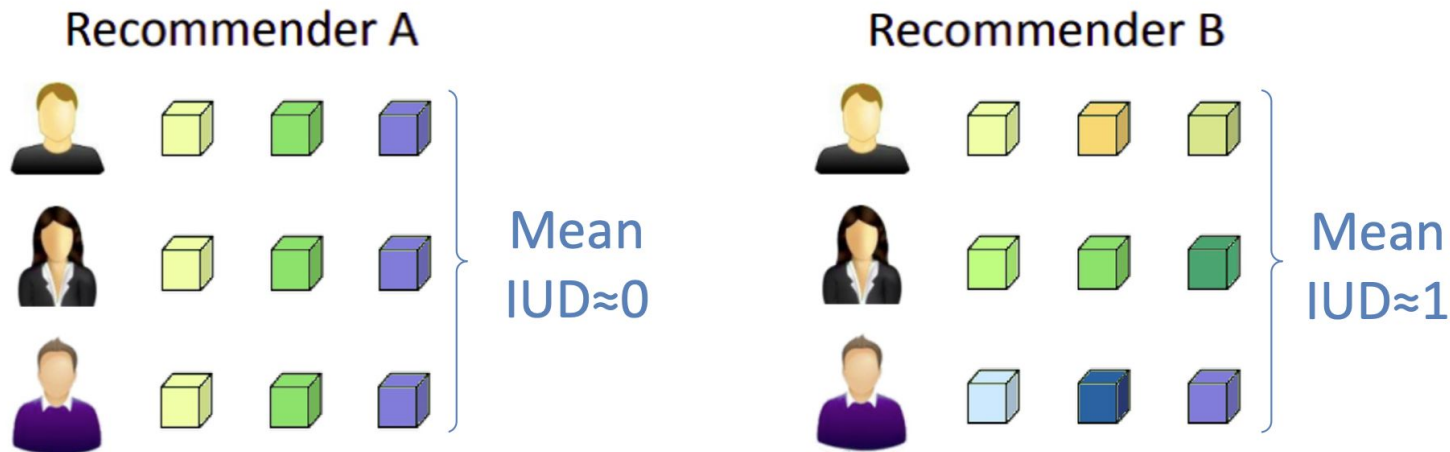 Recommender A
Mean
IUD≈0
Recommender B
Mean
IUD≈1